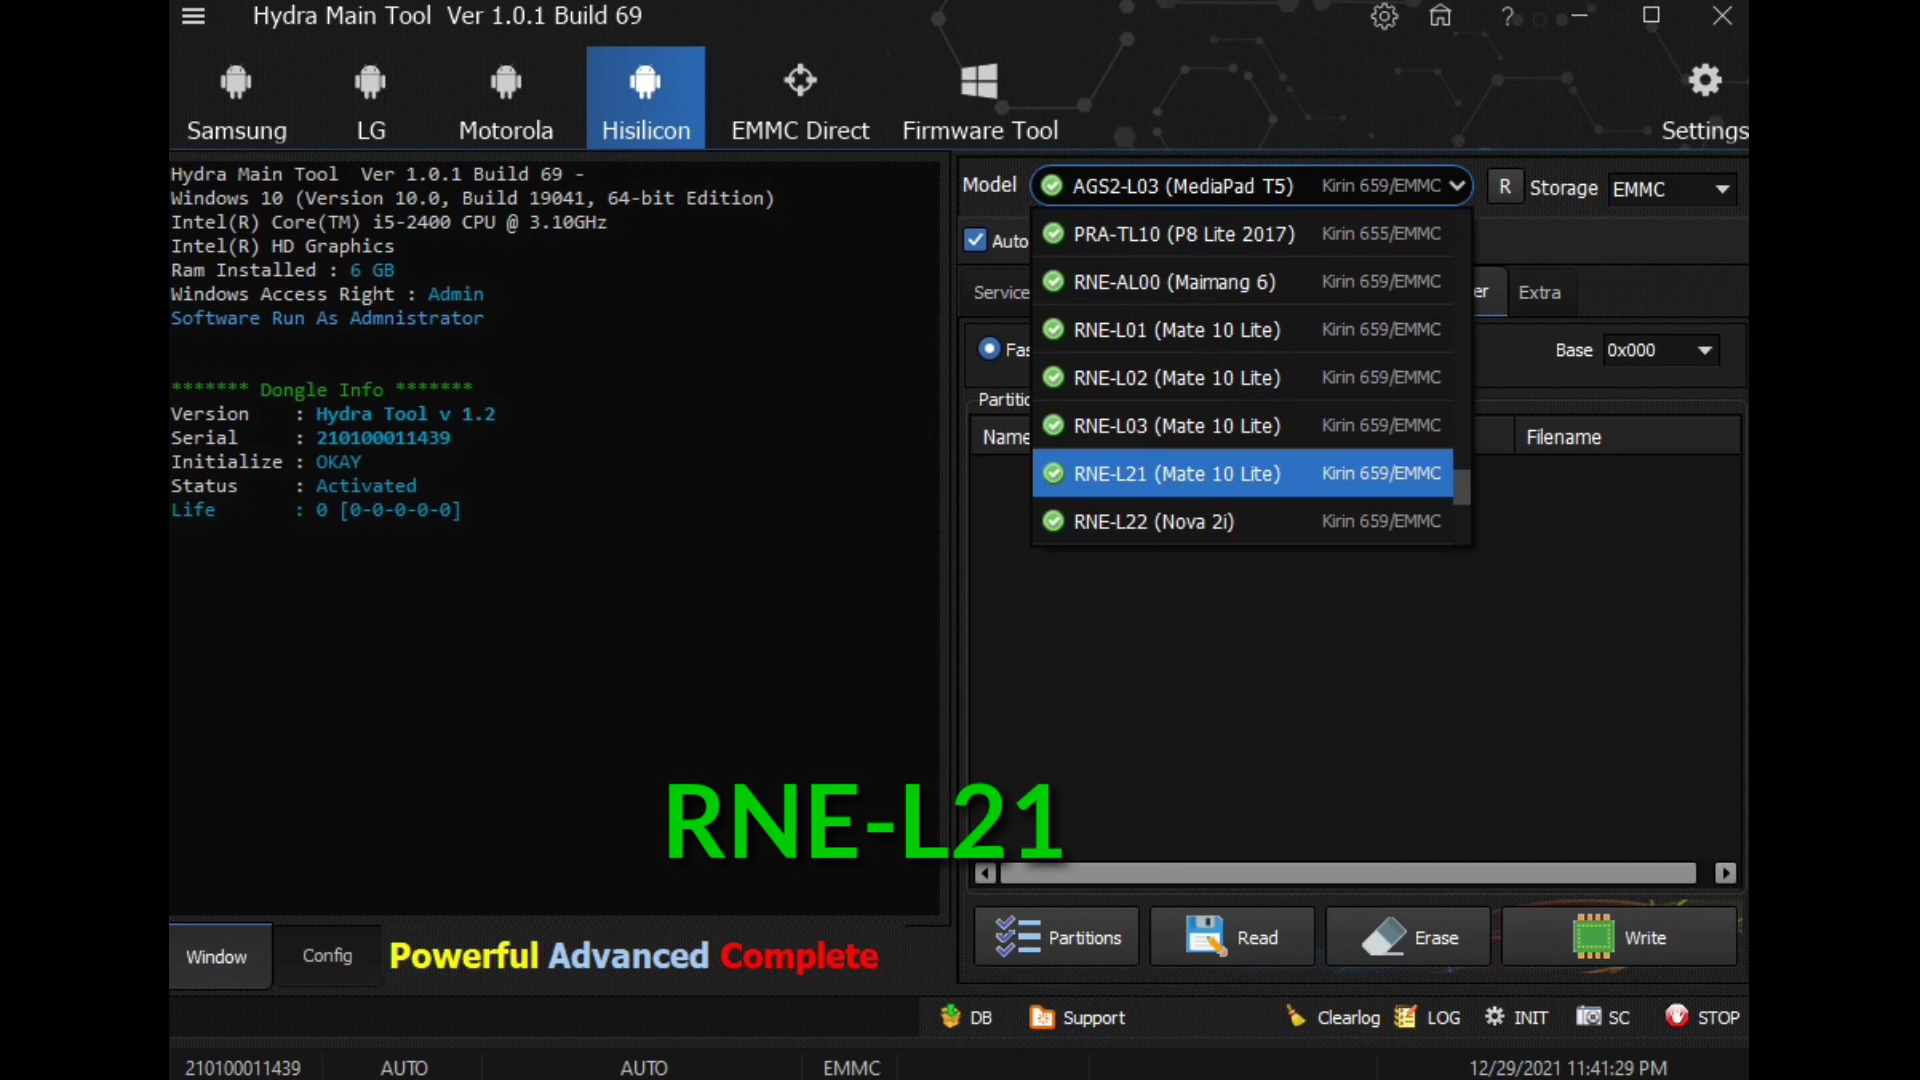 Hydra Main Tool Ver 1.0.1 Build 69
?
Samsung
LG
Motorola
Hisilicon
EMMC Direct
Firmware Tool
Settings
Hydra Main Tool Ver 1.0.1 Build 69 -
Windows 10 (Version 10.0, Build 19041, 64-bit Edition)
Intel(R) Core(TM) i5-2400 CPU @ 3.10GHz
Intel(R) HD Graphics
Ram Installed : 6 GB
Windows Access Right : Admin
Software Run As Admnistrator
******* Dongle Info *******
Version : Hydra Tool v 1.2
Serial : 210100011439
Initialize : OKAY
Status : Activated
Life : 0 [0-0-0-0-0]
Model AGS2-L03 (MediaPad T5) Kirin 659/EMMC R Storage EMMC
Auto
PRA-TL10 (P8 Lite 2017) Kirin 655/EMMC
RNE-AL00 (Maimang 6) Kirin 659/EMMC
RNE-L01 (Mate 10 Lite) Kirin 659/EMMC
RNE-L02 (Mate 10 Lite) Kirin 659/EMMC
RNE-L03 (Mate 10 Lite) Kirin 659/EMMC
RNE-L21 (Mate 10 Lite) Kirin 659/EMMC
RNE-L22 (Nova 2i) Kirin 659/EMMC
Service
er
Extra
Fas
Base 0x000
Partitio
Name
Filename
RNE-L21
Partitions
Read
Erase
Write
Window
Config
Powerful Advanced Complete
DB
Support
Clearlog
LOG
INIT
SC
STOP
210100011439
AUTO
AUTO
EMMC
12/29/2021 11:41:29 PM